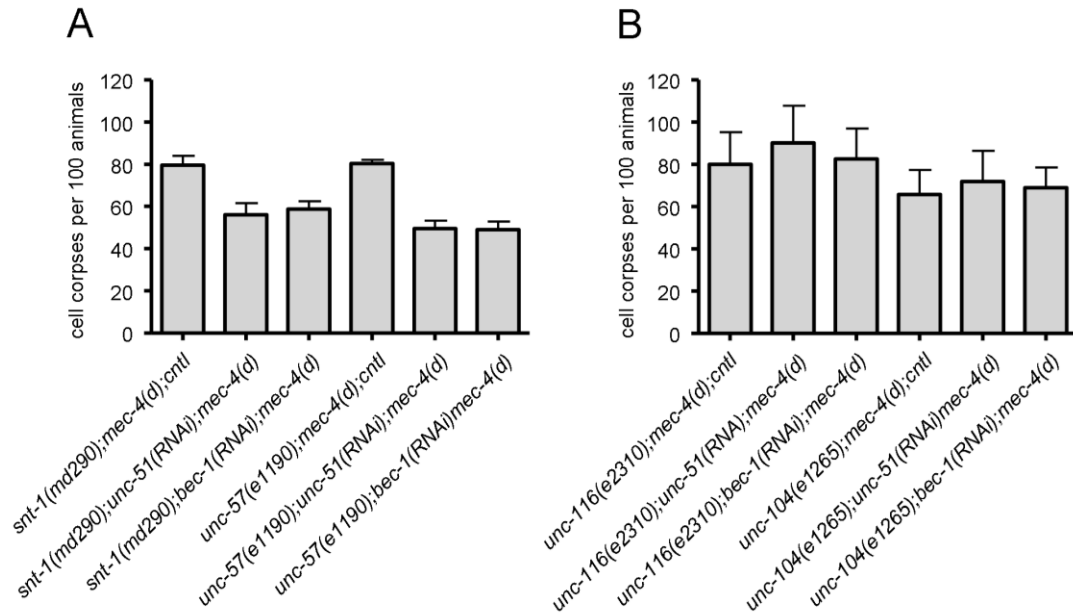 A
cell corpses per 100 animals
120
100
80
60
40
20
0
snt-1(md290);mec-4(d);cntl
snt-1(md290);unc-51(RNAi);mec-4(d)
snt-1(md290);bec-1(RNAi);mec-4(d)
unc-57(e1190);mec-4(d);cntl
unc-57(e1190);unc-51(RNAi);mec-4(d)
unc-57(e1190);bec-1(RNAi)mec-4(d)
B
cell corpses per 100 animals
120
100
80
60
40
20
0
unc-116(e2310);mec-4(d);cntl
unc-116(e2310);unc-51(RNAi);mec-4(d)
unc-116(e2310);bec-1(RNAi);mec-4(d)
unc-104(e1265);mec-4(d);cntl
unc-104(e1265);unc-51(RNAi)mec-4(d)
unc-104(e1265);bec-1(RNAi);mec-4(d)